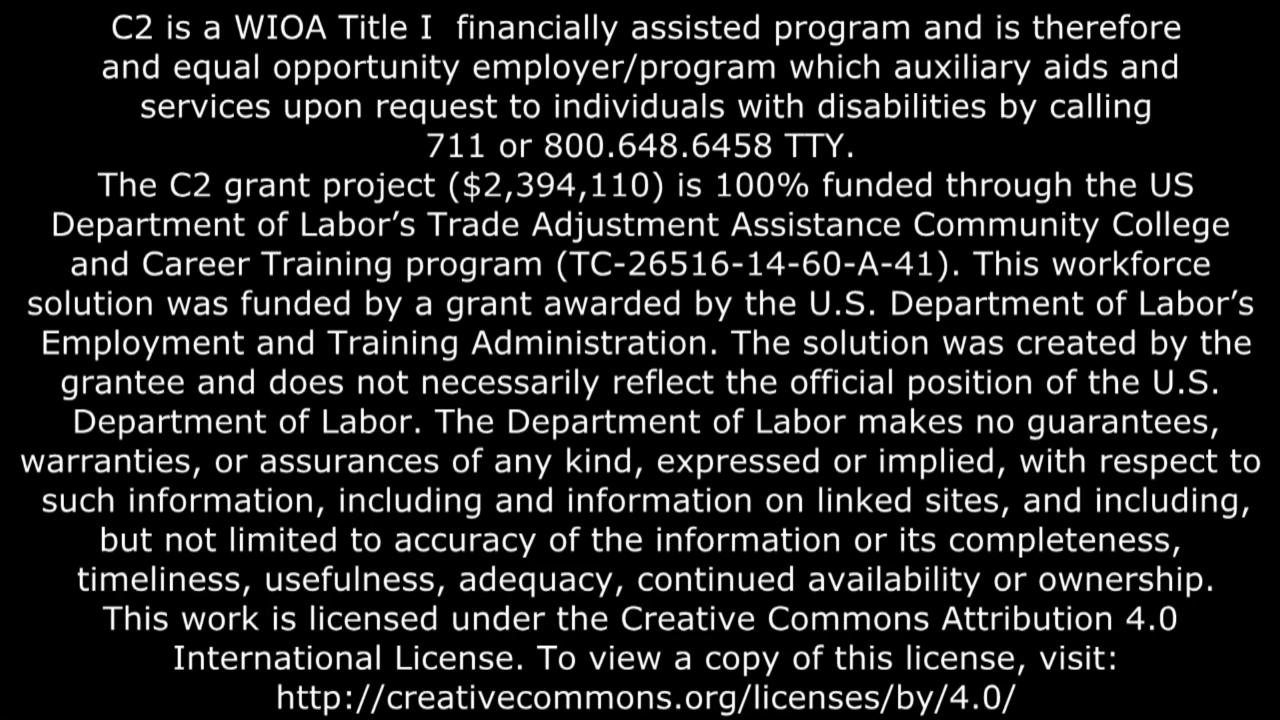 C2 is a WIOA Title I  financially assisted program and is therefore
and equal opportunity employer/program which auxiliary aids and
services upon request to individuals with disabilities by calling
711 or 800.648.6458 TTY.
The C2 grant project ($2,394,110) is 100% funded through the US
Department of Labor’s Trade Adjustment Assistance Community College
and Career Training program (TC-26516-14-60-A-41). This workforce
solution was funded by a grant awarded by the U.S. Department of Labor’s
Employment and Training Administration. The solution was created by the
grantee and does not necessarily reflect the official position of the U.S.
Department of Labor. The Department of Labor makes no guarantees,
warranties, or assurances of any kind, expressed or implied, with respect to
such information, including and information on linked sites, and including,
but not limited to accuracy of the information or its completeness,
timeliness, usefulness, adequacy, continued availability or ownership.
This work is licensed under the Creative Commons Attribution 4.0
International License. To view a copy of this license, visit:
http://creativecommons.org/licenses/by/4.0/